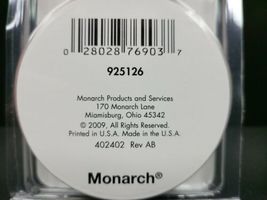 0 28028 76903 7
925126
Monarch Products and Services
170 Monarch Lane
Miamisburg, Ohio 45342
© 2009, All Rights Reserved.
Printed in U.S.A. Made in the U.S.A.
402402 Rev AB
Monarch®